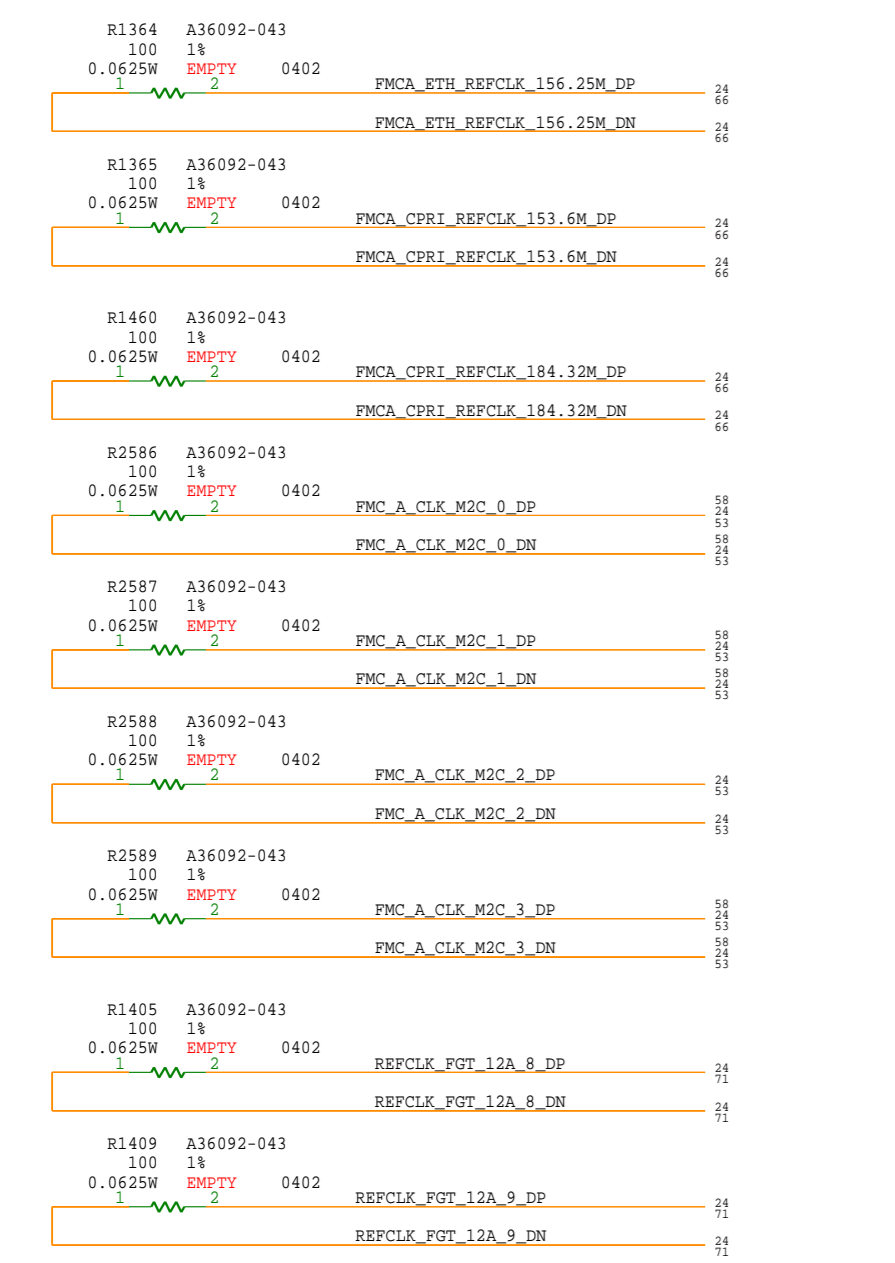 R1364 A36092-043
100 1%
0.0625W EMPTY 0402
1 2 FMCA_ETH_REFCLK_156.25M_DP 24
66
FMCA_ETH_REFCLK_156.25M_DN 24
66
R1365 A36092-043
100 1%
0.0625W EMPTY 0402
1 2 FMCA_CPRI_REFCLK_153.6M_DP 24
66
FMCA_CPRI_REFCLK_153.6M_DN 24
66
R1460 A36092-043
100 1%
0.0625W EMPTY 0402
1 2 FMCA_CPRI_REFCLK_184.32M_DP 24
66
FMCA_CPRI_REFCLK_184.32M_DN 24
66
R2586 A36092-043
100 1%
0.0625W EMPTY 0402
58
1 2 FMC_A_CLK_M2C_0_DP 24
53
58
FMC_A_CLK_M2C_0_DN 24
53
R2587 A36092-043
100 1%
0.0625W EMPTY 0402
58
1 2 FMC_A_CLK_M2C_1_DP 24
53
58
FMC_A_CLK_M2C_1_DN 24
53
R2588 A36092-043
100 1%
0.0625W EMPTY 0402
1 2 FMC_A_CLK_M2C_2_DP 24
53
FMC_A_CLK_M2C_2_DN 24
53
R2589 A36092-043
100 1%
0.0625W EMPTY 0402
58
1 2 FMC_A_CLK_M2C_3_DP 24
53
58
FMC_A_CLK_M2C_3_DN 24
53
R1405 A36092-043
100 1%
0.0625W EMPTY 0402
1 2 REFCLK_FGT_12A_8_DP 24
71
REFCLK_FGT_12A_8_DN 24
71
R1409 A36092-043
100 1%
0.0625W EMPTY 0402
1 2 REFCLK_FGT_12A_9_DP 24
71
REFCLK_FGT_12A_9_DN 24
71